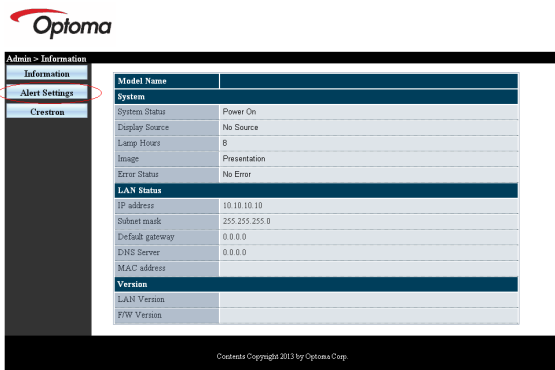 Optoma
Admin > Information
Information
Alert Settings
Crestron
Model Name
System
System Status Power On
Display Source No Source
Lamp Hours 8
Image Presentation
Error Status No Error
LAN Status
IP address 10.10.10.10
Subnet mask 255.255.255.0
Default gateway 0.0.0.0
DNS Server 0.0.0.0
MAC address
Version
LAN Version
F/W Version
Contents Copyright 2013 by Optoma Corp.